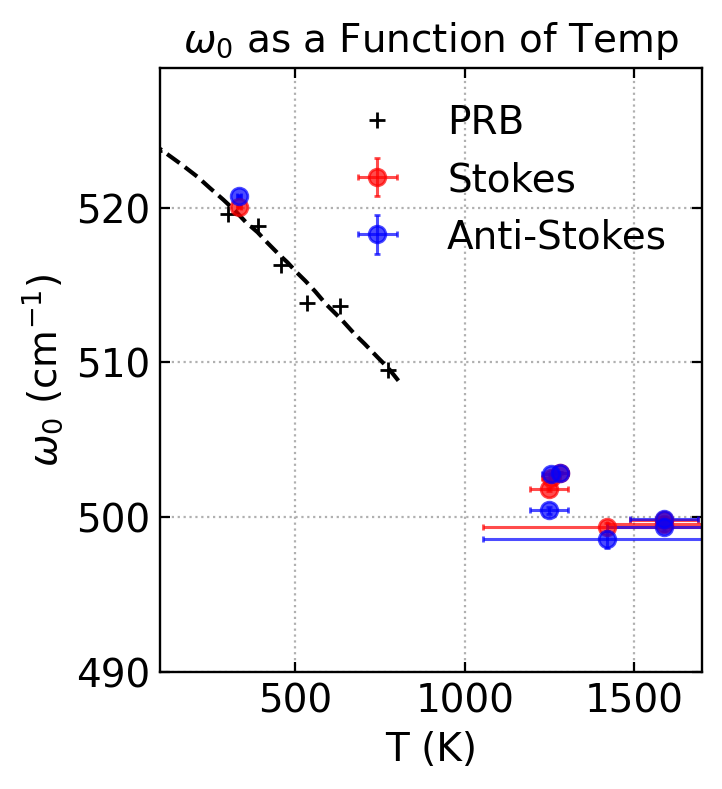 ω₀ as a Function of Temp
PRB
Stokes
Anti-Stokes
520
510
500
490
ω₀ (cm⁻¹)
500
1000
1500
T (K)